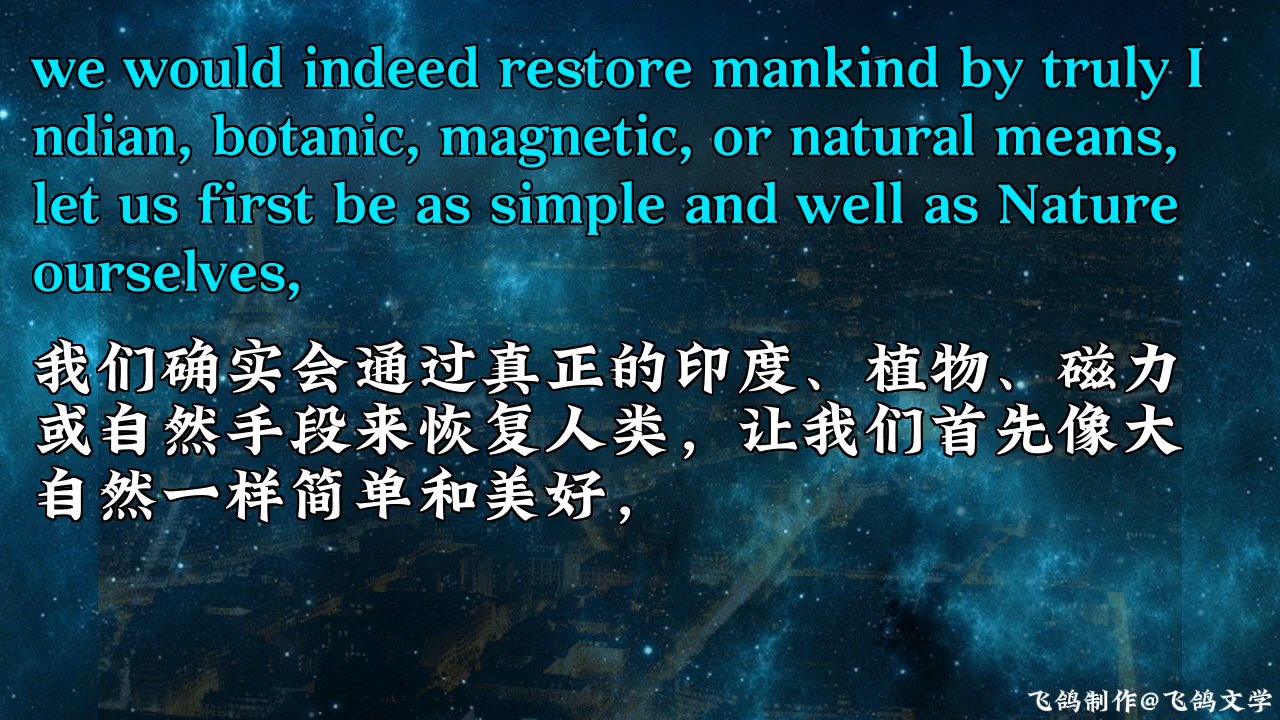 we would indeed restore mankind by truly I
ndian, botanic, magnetic, or natural means,
let us first be as simple and well as Nature
ourselves,
我们确实会通过真正的印度、植物、磁力
或自然手段来恢复人类，让我们首先像大
自然一样简单和美好，
飞鸽制作@飞鸽文学